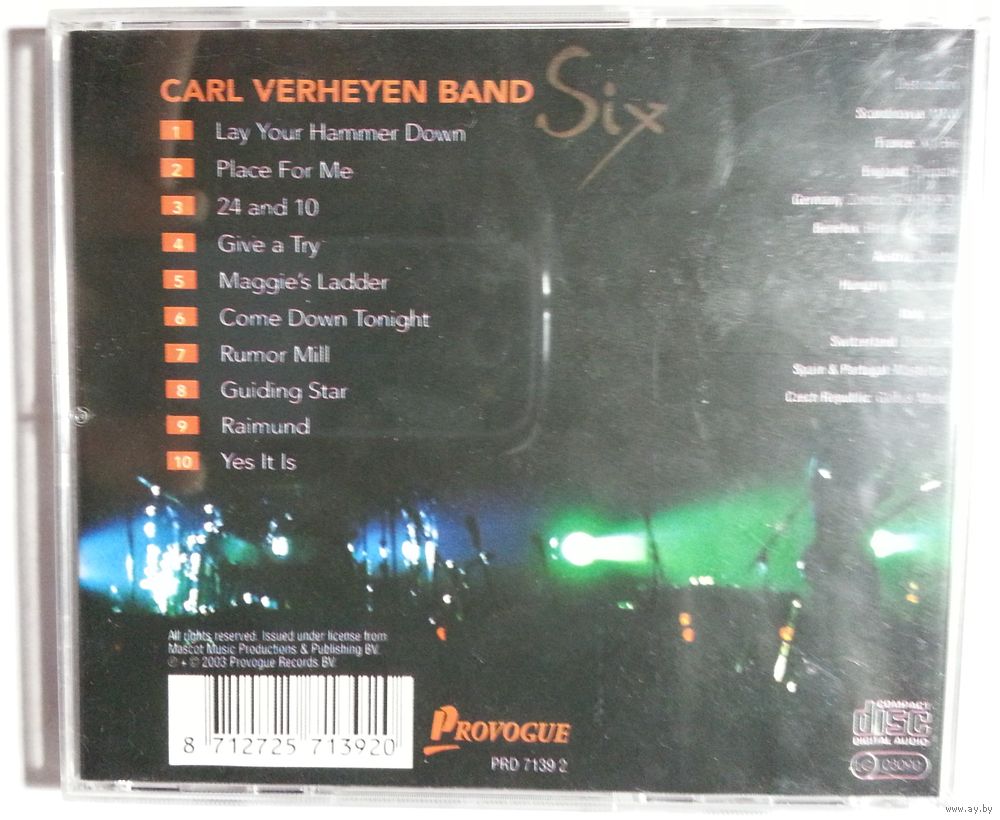 CARL VERHEYEN BAND
Six
1 Lay Your Hammer Down
2 Place For Me
3 24 and 10
4 Give a Try
5 Maggie's Ladder
6 Come Down Tonight
7 Rumor Mill
8 Guiding Star
9 Raimund
10 Yes It Is
Distribution
Scandinavia:
France:
England:
Germany:
Benelux:
Austria:
Hungary:
Italy:
Switzerland:
Spain & Portugal:
Czech Republic:
All rights reserved. Issued under license from
Mascot Music Productions & Publishing BV.
℗ + © 2003 Provogue Records BV.
8 712725 713920
PROVOGUE
PRD 7139 2
COMPACT
disc
DIGITAL AUDIO
LC 03090
www.ay.by